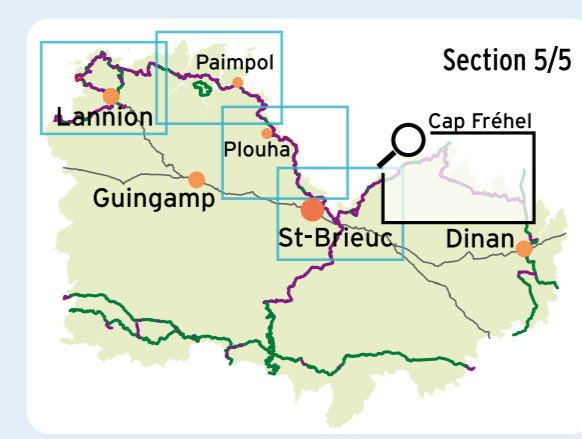 Section 5/5
Paimpol
Lannion
Cap Fréhel
Plouha
Guingamp
St-Brieuc
Dinan